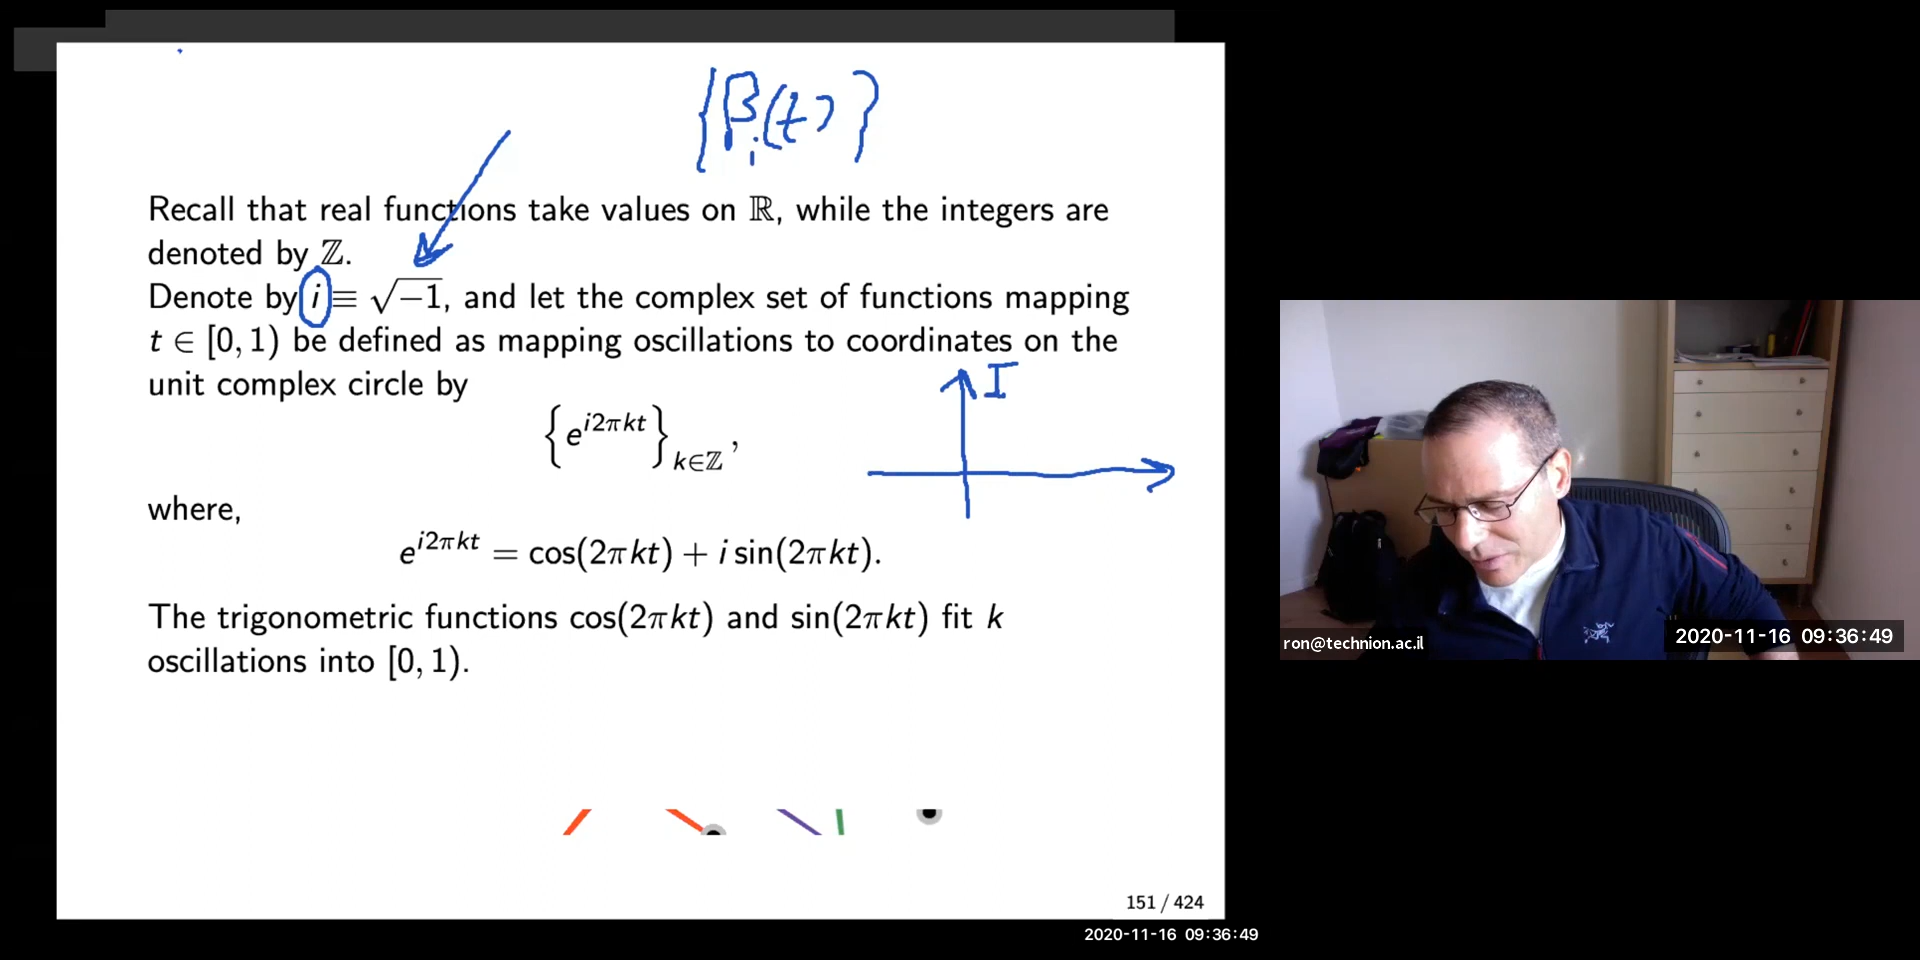 {β_i(t)}
Recall that real functions take values on ℝ, while the integers are
denoted by ℤ.
Denote by i ≡ √−1, and let the complex set of functions mapping
t ∈ [0, 1) be defined as mapping oscillations to coordinates on the
unit complex circle by
I
{e^{i2πkt}}_{k∈ℤ},
where,
e^{i2πkt} = cos(2πkt) + i sin(2πkt).
The trigonometric functions cos(2πkt) and sin(2πkt) fit k
oscillations into [0, 1).
151 / 424
2020-11-16 09:36:49
ron@technion.ac.il
2020-11-16 09:36:49